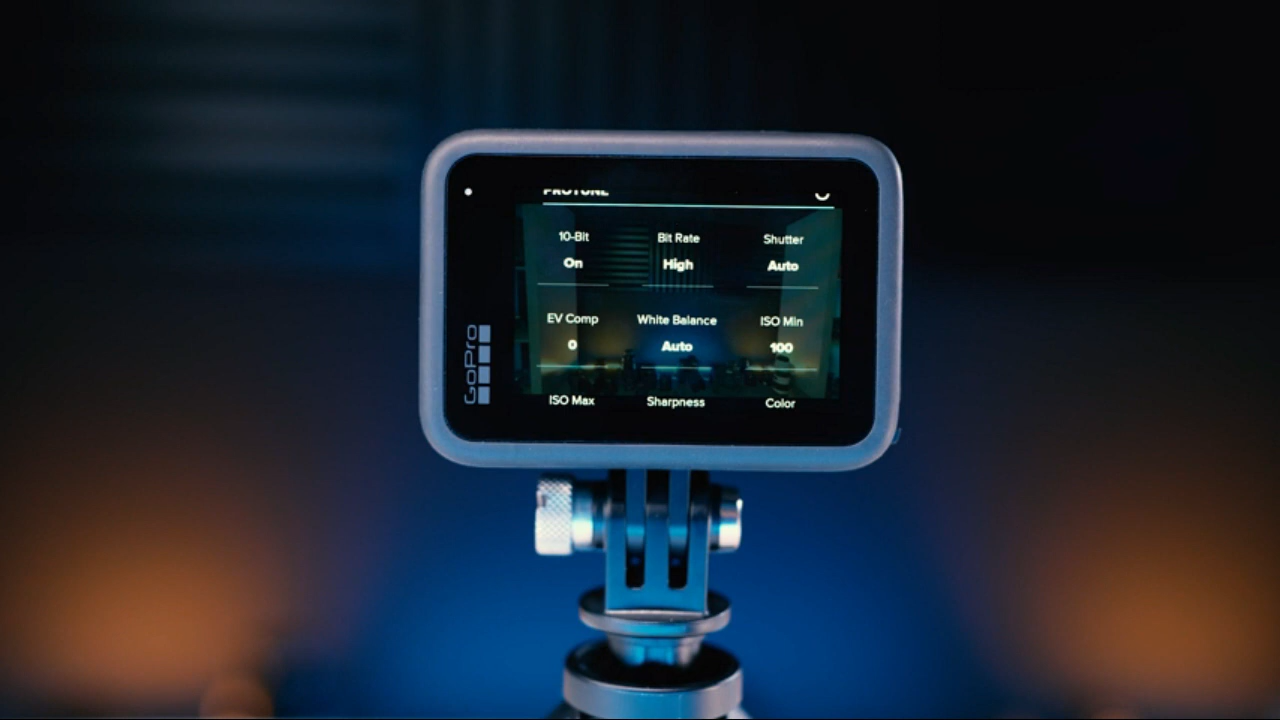 PROTUNE
10-Bit Bit Rate Shutter
On High Auto
EV Comp White Balance ISO Min
0 Auto 100
ISO Max Sharpness Color
GoPro